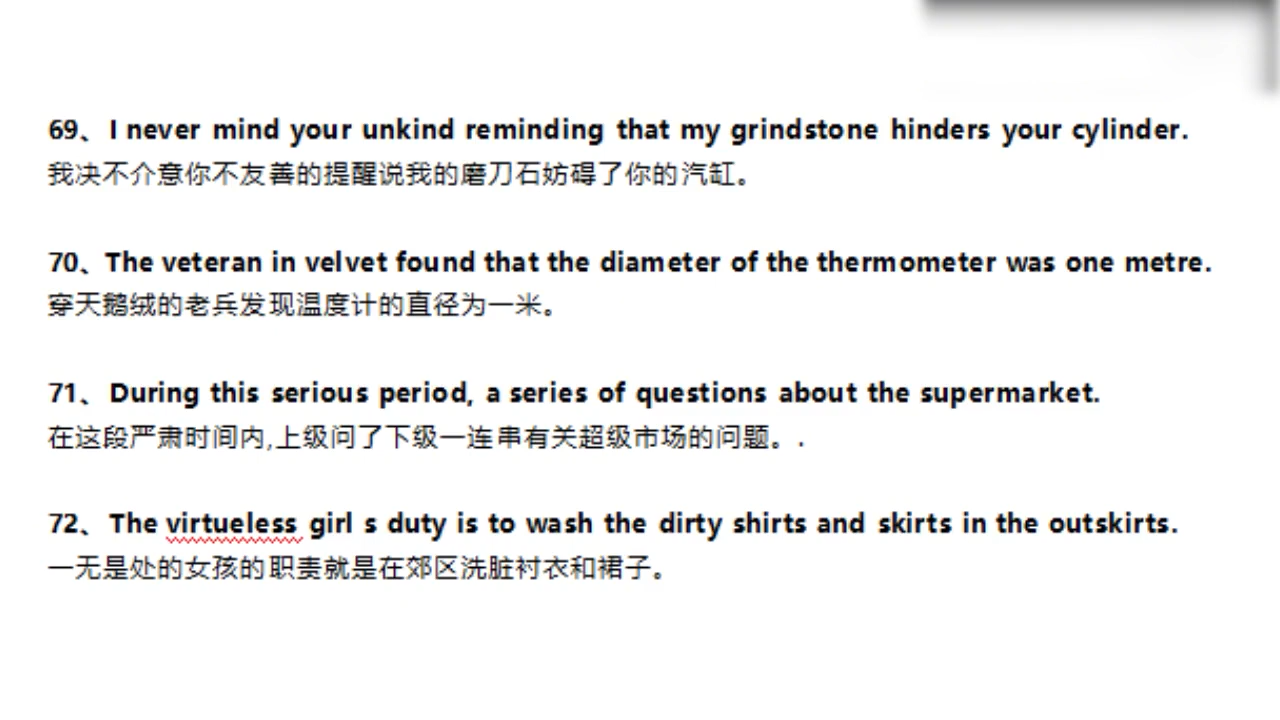 69、I never mind your unkind reminding that my grindstone hinders your cylinder.
我决不介意你不友善的提醒说我的磨刀石妨碍了你的汽缸。
70、The veteran in velvet found that the diameter of the thermometer was one metre.
穿天鹅绒的老兵发现温度计的直径为一米。
71、During this serious period, a series of questions about the supermarket.
在这段严肃时间内,上级问了下级一连串有关超级市场的问题。.
72、The virtueless girl s duty is to wash the dirty shirts and skirts in the outskirts.
一无是处的女孩的职责就是在郊区洗脏衬衣和裙子。